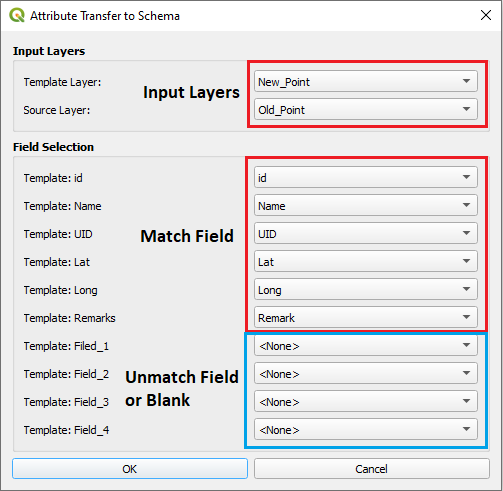 Attribute Transfer to Schema
Input Layers
Template Layer: New_Point
Input Layers
Source Layer: Old_Point
Field Selection
Template: id id
Template: Name Name
Template: UID UID
Match Field
Template: Lat Lat
Template: Long Long
Template: Remarks Remark
Template: Filed_1 <None>
Template: Field_2 <None>
Unmatch Field
or Blank
Template: Field_3 <None>
Template: Field_4 <None>
OK Cancel